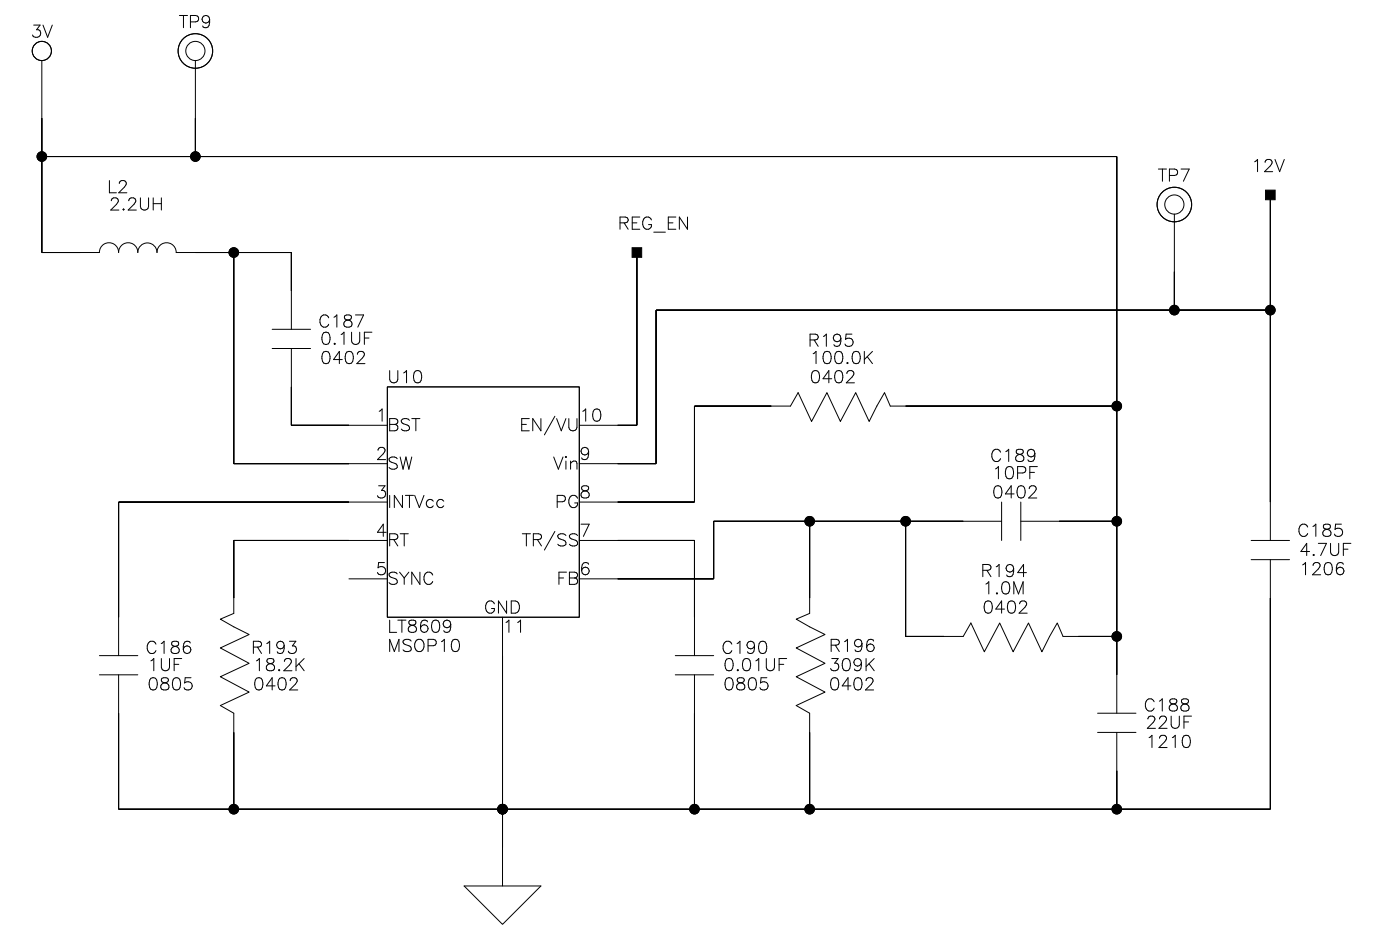 3V
TP9
L2
2.2UH
TP7
12V
REG_EN
C187
0.1UF
0402
R195
100.0K
0402
U10
1
BST
2
SW
3
INTVcc
4
RT
5
SYNC
EN/VU
10
Vin
9
PG
8
TR/SS
7
FB
6
GND
11
LT8609
MSOP10
C189
10PF
0402
R194
1.0M
0402
C185
4.7UF
1206
C186
1UF
0805
R193
18.2K
0402
C190
0.01UF
0805
R196
309K
0402
C188
22UF
1210